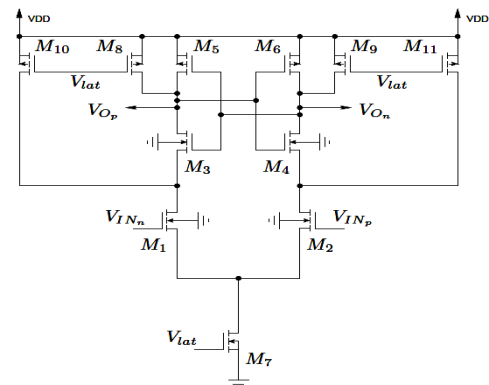 VDD VDD
M10 M8 M5 M6 M9 M11
Vlat Vlat
VOp VOn
M3 M4
VINn VINp
M1 M2
Vlat
M7